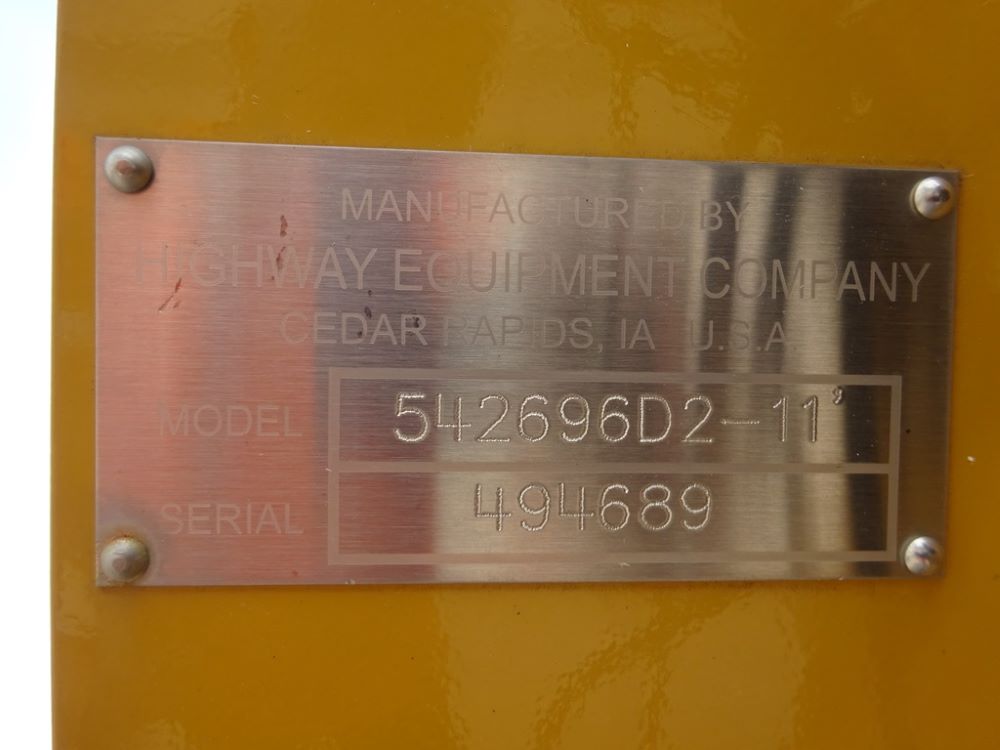 MANUFACTURED BY
HIGHWAY EQUIPMENT COMPANY
CEDAR RAPIDS, IA U.S.A.
MODEL 542696D2-11'
SERIAL 494689